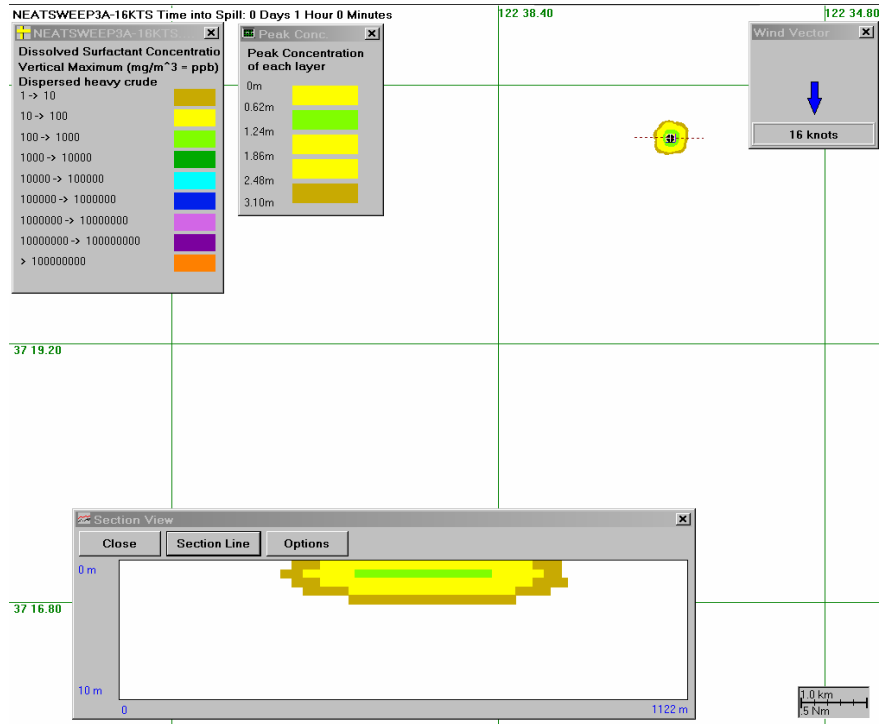 NEATSWEEP3A-16KTS Time into Spill: 0 Days 1 Hour 0 Minutes
122 38.40
122 34.80
NEATSWEEP3A-16KTS
Dissolved Surfactant Concentratio
Vertical Maximum (mg/m^3 = ppb)
Dispersed heavy crude
1 -> 10
10 -> 100
100 -> 1000
1000 -> 10000
10000 -> 100000
100000 -> 1000000
1000000 -> 10000000
10000000 -> 100000000
> 100000000
Peak Conc.
Peak Concentration
of each layer
0m
0.62m
1.24m
1.86m
2.48m
3.10m
Wind Vector
16 knots
37 19.20
37 16.80
Section View
Close Section Line Options
0 m
10 m
0
1122 m
1.0 km
.5 Nm